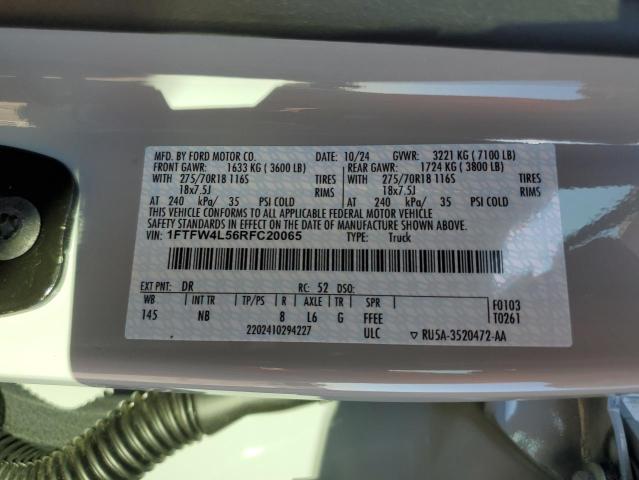 MFD. BY FORD MOTOR CO. DATE: 10/24 GVWR: 3221 KG ( 7100 LB)
FRONT GAWR: 1633 KG ( 3600 LB) REAR GAWR: 1724 KG ( 3800 LB)
WITH 275/70R18 116S TIRES WITH 275/70R18 116S TIRES
18x7.5J RIMS 18x7.5J RIMS
AT 240 kPa/ 35 PSI COLD AT 240 kPa/ 35 PSI COLD
THIS VEHICLE CONFORMS TO ALL APPLICABLE FEDERAL MOTOR VEHICLE
SAFETY STANDARDS IN EFFECT ON THE DATE OF MANUFACTURE SHOWN ABOVE.
VIN: 1FTFW4L56RFC20065 TYPE: Truck
EXT PNT: DR RC: 52 DSO:
WB INT TR TP/PS R AXLE TR SPR F0103
145 NB 8 L6 G FFEE T0261
2202410294227 ULC ▽ RU5A-3520472-AA